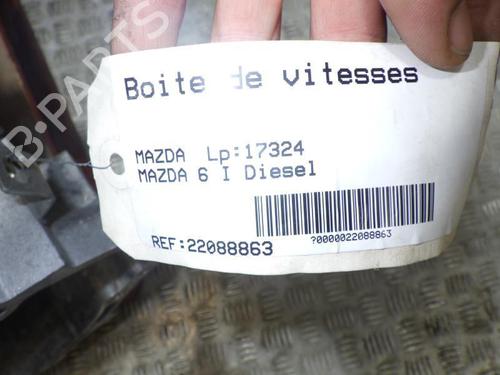 Boite de vitesses
MAZDA Lp:17324
MAZDA 6 I Diesel
?0000022088863
REF:22088863
B-PARTS